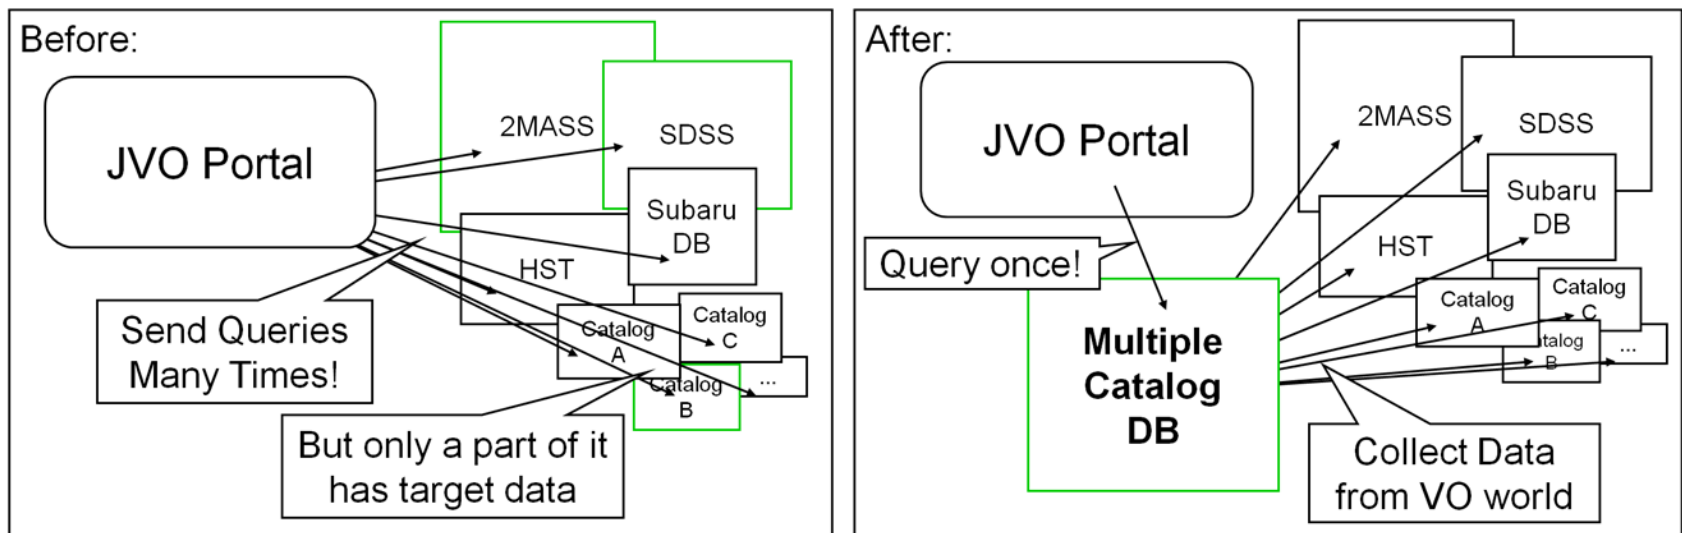 Before:
JVO Portal
2MASS
SDSS
Subaru
DB
HST
Catalog
A
Catalog
C
Catalog
B
...
Send Queries
Many Times!
But only a part of it
has target data
After:
JVO Portal
2MASS
SDSS
Subaru
DB
HST
Catalog
A
Catalog
C
atalog
B
...
Query once!
Multiple
Catalog
DB
Collect Data
from VO world